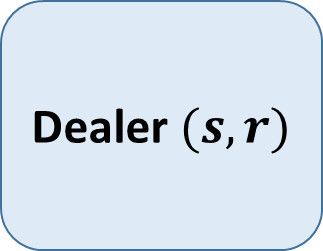 Dealer (𝒔, 𝒓)